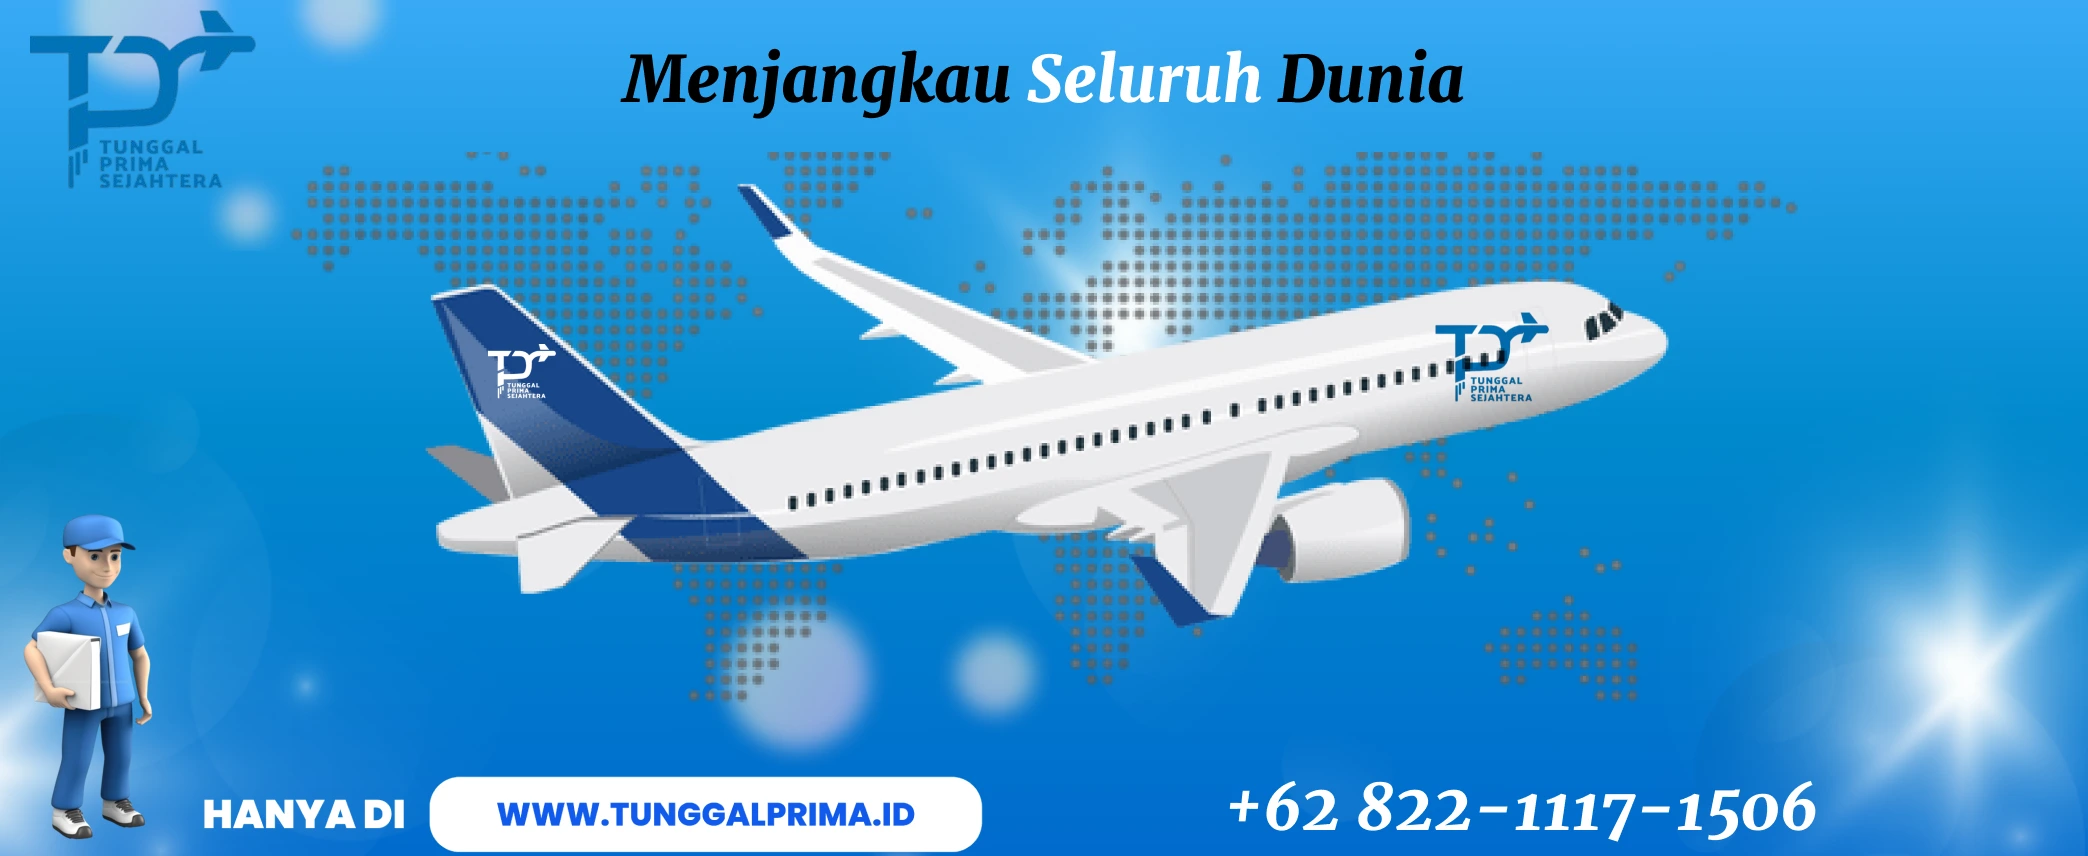 TUNGGAL
PRIMA
SEJAHTERA
Menjangkau Seluruh Dunia
TUNGGAL
PRIMA
SEJAHTERA
TUNGGAL
PRIMA
SEJAHTERA
HANYA DI
WWW.TUNGGALPRIMA.ID
+62 822-1117-1506